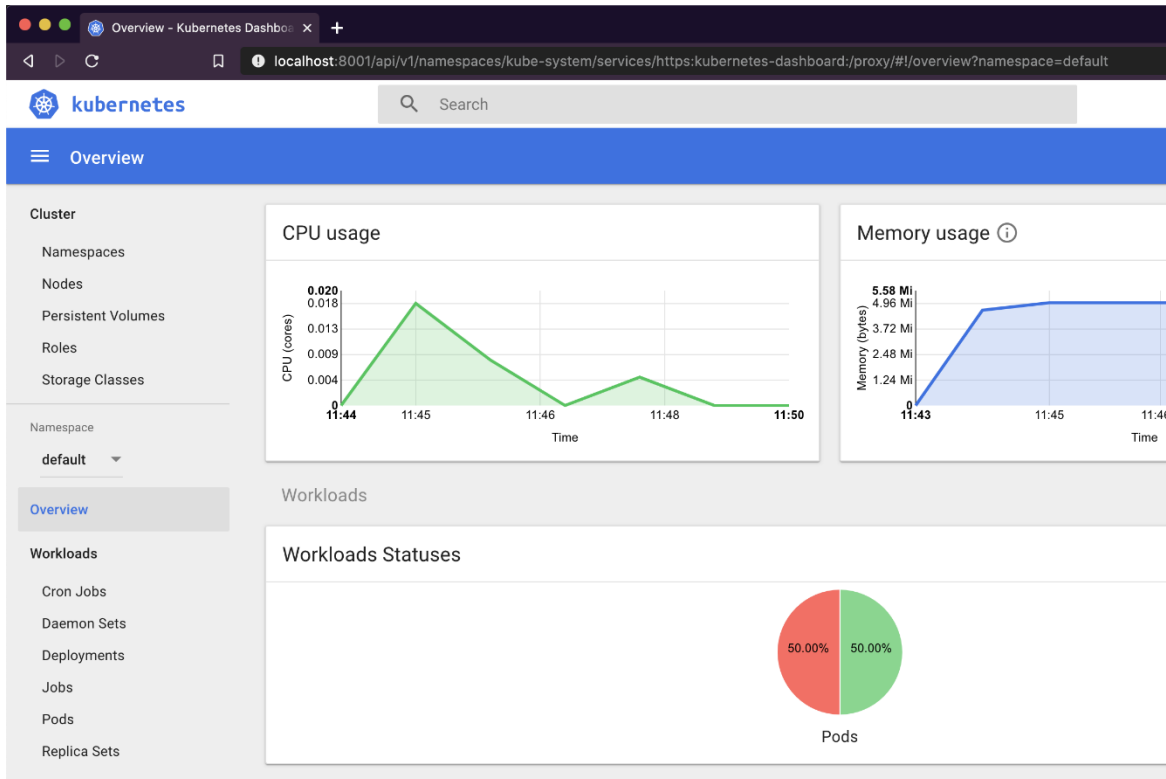 Overview - Kubernetes Dashboa
localhost:8001/api/v1/namespaces/kube-system/services/https:kubernetes-dashboard:/proxy/#!/overview?namespace=default
kubernetes
Search
Overview
Cluster
Namespaces
Nodes
Persistent Volumes
Roles
Storage Classes
Namespace
default
Overview
Workloads
Cron Jobs
Daemon Sets
Deployments
Jobs
Pods
Replica Sets
CPU usage
CPU (cores)
0.020
0.018
0.013
0.009
0.004
0
11:44 11:45 11:46 11:48 11:50
Time
Memory usage
Memory (bytes)
5.58 Mi
4.96 Mi
3.72 Mi
2.48 Mi
1.24 Mi
0
11:43 11:45 11:46
Time
Workloads
Workloads Statuses
50.00% 50.00%
Pods